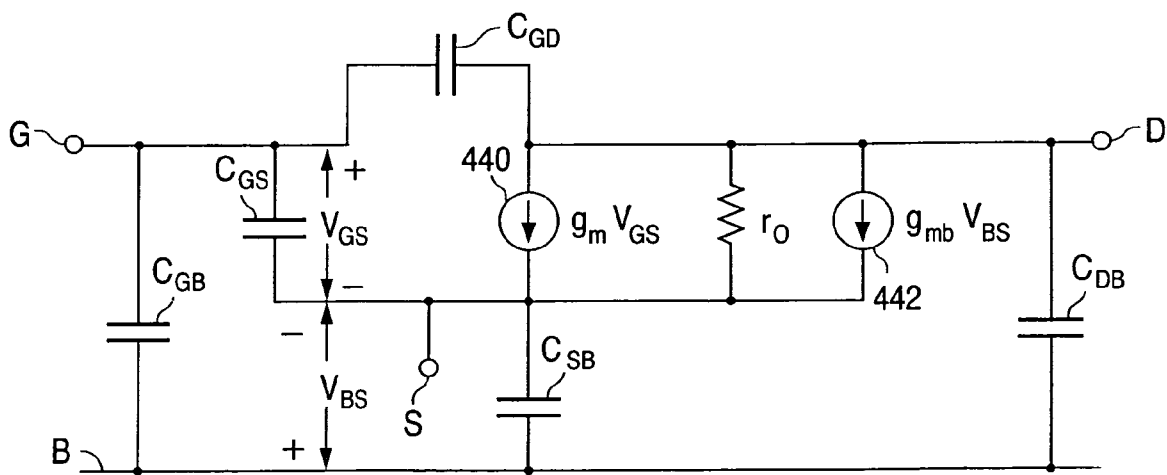 C_GD
G
D
440
C_GS
+
V_GS
−
g_m V_GS
r_O
g_mb V_BS
442
C_GB
C_DB
−
V_BS
+
S
C_SB
B